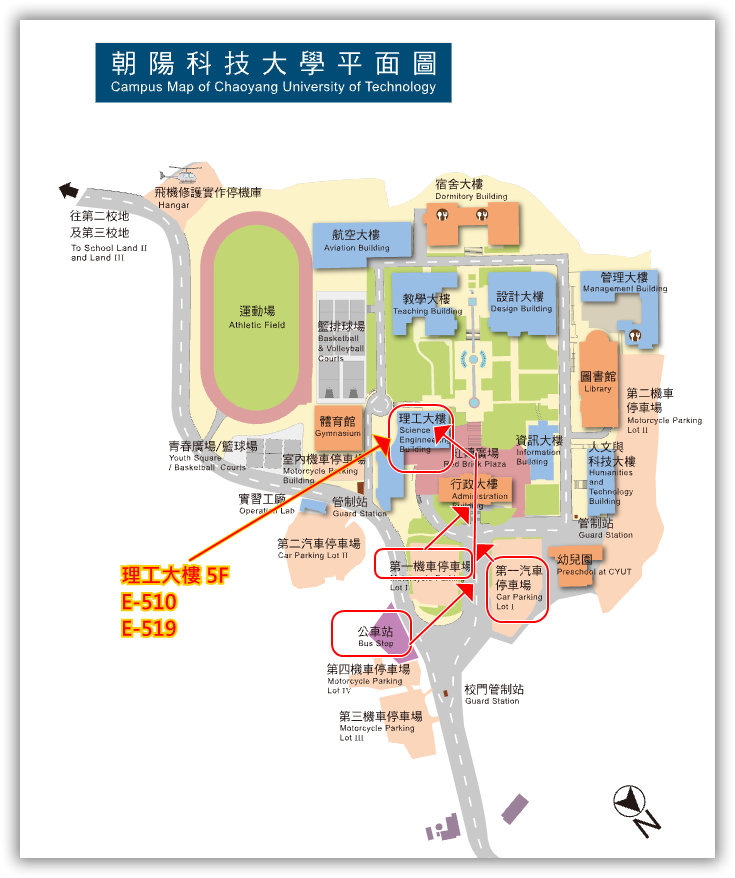 朝陽科技大學平面圖
Campus Map of Chaoyang University of Technology
飛機修護實作停機庫
Hangar
往第二校地
及第三校地
To School Land II
and Land III
宿舍大樓
Dormitory Building
航空大樓
Aviation Building
教學大樓
Teaching Building
設計大樓
Design Building
管理大樓
Management Building
運動場
Athletic Field
籃排球場
Basketball
& Volleyball
Courts
圖書館
Library
第二機車
停車場
Motorcycle Parking
Lot II
體育館
Gymnasium
理工大樓
Science
Engineering
Building
紅磚廣場
Red Brick Plaza
資訊大樓
Information
Building
人文與
科技大樓
Humanities
and
Technology
Building
青春廣場/籃球場
Youth Square
/ Basketball Courts
室內機車停車場
Motorcycle Parking
Building
行政大樓
Administration
Building
實習工廠
Operation Lab
管制站
Guard Station
管制站
Guard Station
第二汽車停車場
Car Parking Lot II
第一機車停車場
Motorcycle Parking
Lot I
第一汽車
停車場
Car Parking
Lot I
幼兒園
Preschool at CYUT
理工大樓 5F
E-510
E-519
公車站
Bus Stop
第四機車停車場
Motorcycle Parking
Lot IV
第三機車停車場
Motorcycle Parking
Lot III
校門管制站
Guard Station
N